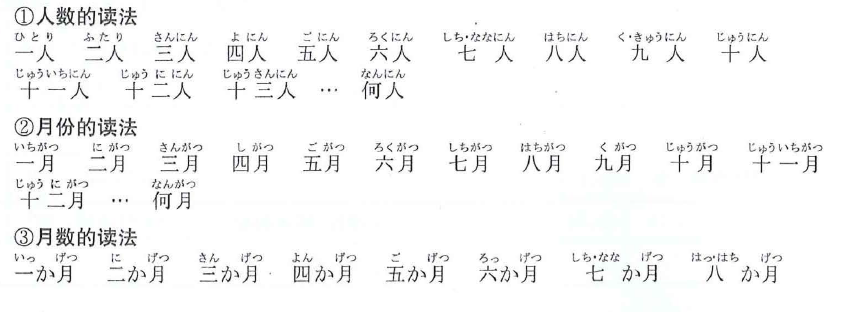 ①人数的读法
ひとり ふたり さんにん よにん ごにん ろくにん しち・ななにん はちにん く・きゅうにん じゅうにん
一人 二人 三人 四人 五人 六人 七人 八人 九人 十人
じゅういちにん じゅうににん じゅうさんにん なんにん
十一人 十二人 十三人 … 何人
②月份的读法
いちがつ にがつ さんがつ しがつ ごがつ ろくがつ しちがつ はちがつ くがつ じゅうがつ じゅういちがつ
一月 二月 三月 四月 五月 六月 七月 八月 九月 十月 十一月
じゅうにがつ なんがつ
十二月 … 何月
③月数的读法
いっ げつ に げつ さん げつ よん げつ ご げつ ろっ げつ しち・なな げつ はっ・はち げつ
一か月 二か月 三か月 四か月 五か月 六か月 七か月 八か月